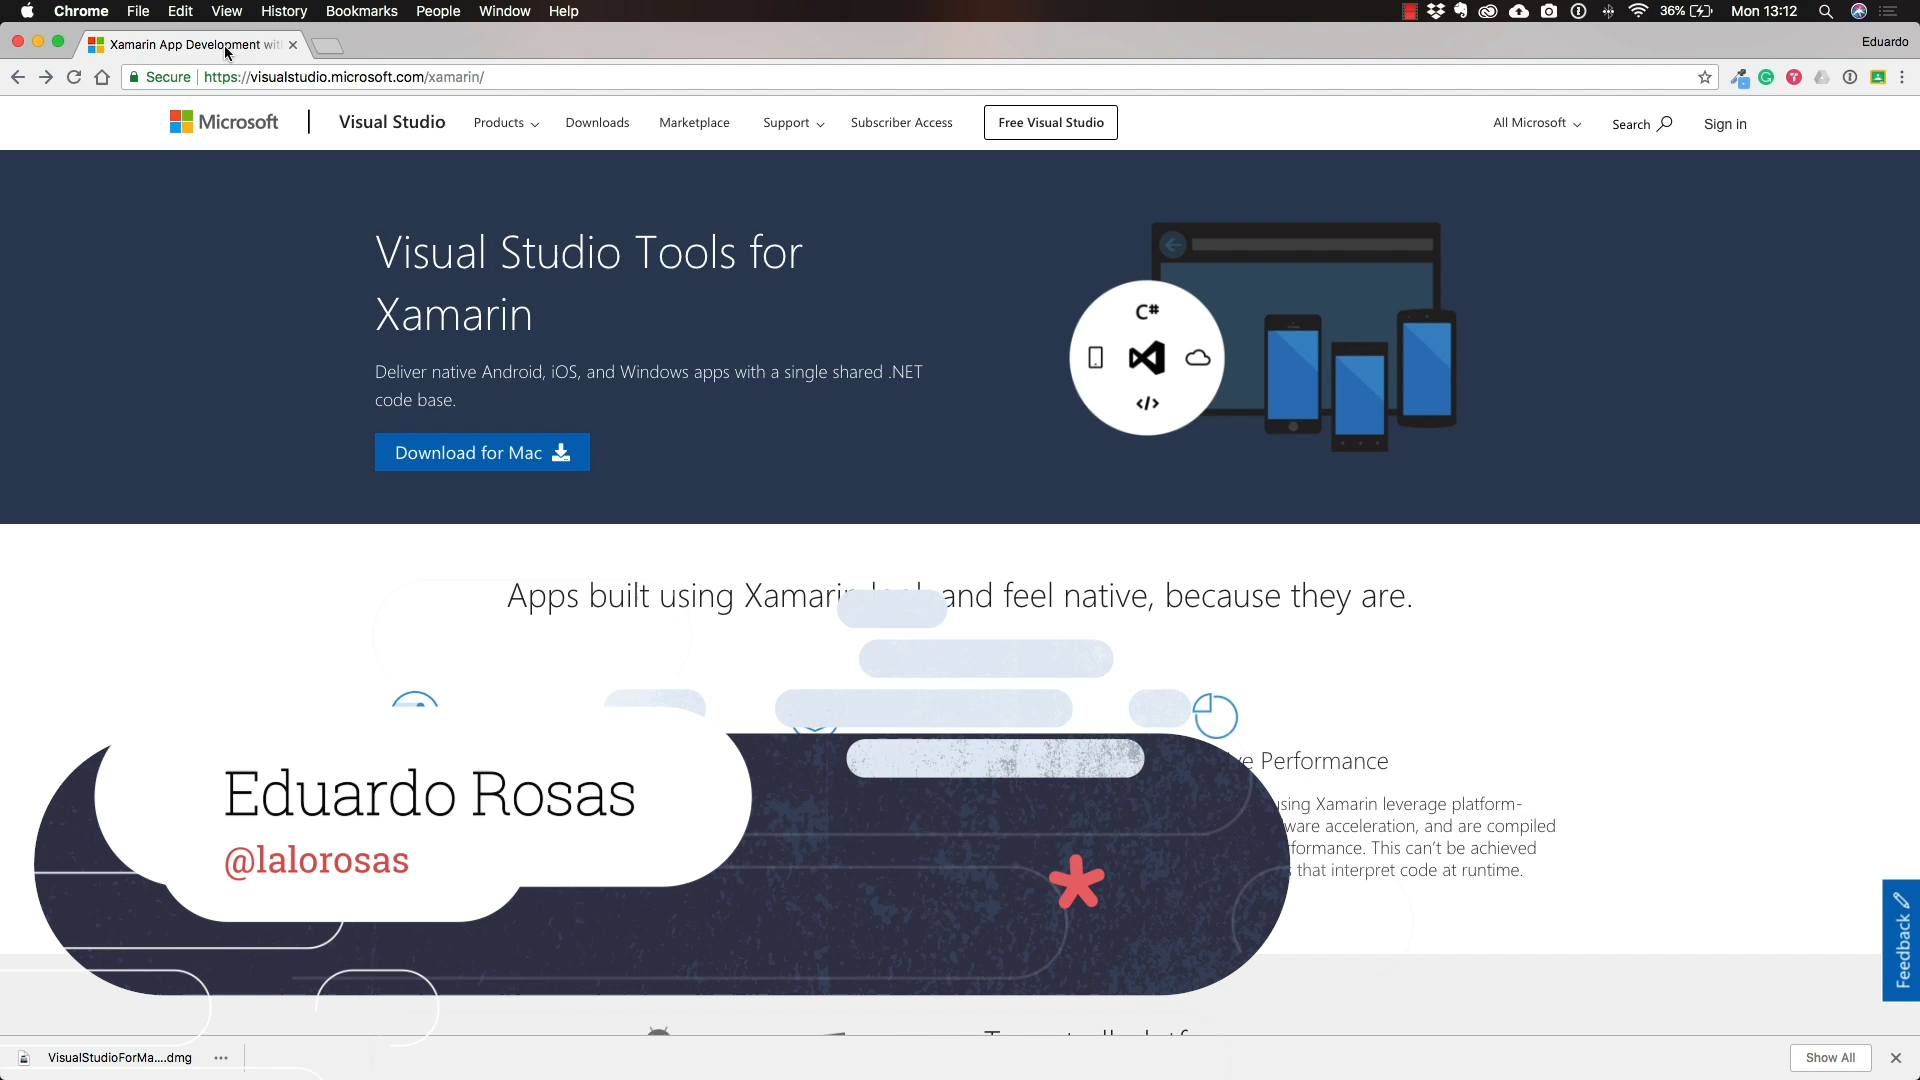 Chrome File Edit View History Bookmarks People Window Help
36% Mon 13:12
Xamarin App Development wit
Eduardo
Secure https://visualstudio.microsoft.com/xamarin/
Microsoft Visual Studio Products Downloads Marketplace Support Subscriber Access Free Visual Studio All Microsoft Search Sign in
Visual Studio Tools for
Xamarin
Deliver native Android, iOS, and Windows apps with a single shared .NET
code base.
Download for Mac
C#
</>
Apps built using Xamarin and feel native, because they are.
Performance
using Xamarin leverage platform-
acceleration, and are compiled
This can't be achieved
that interpret code at runtime.
Eduardo Rosas
@lalorosas
Feedback
VisualStudioForMa....dmg
Show All